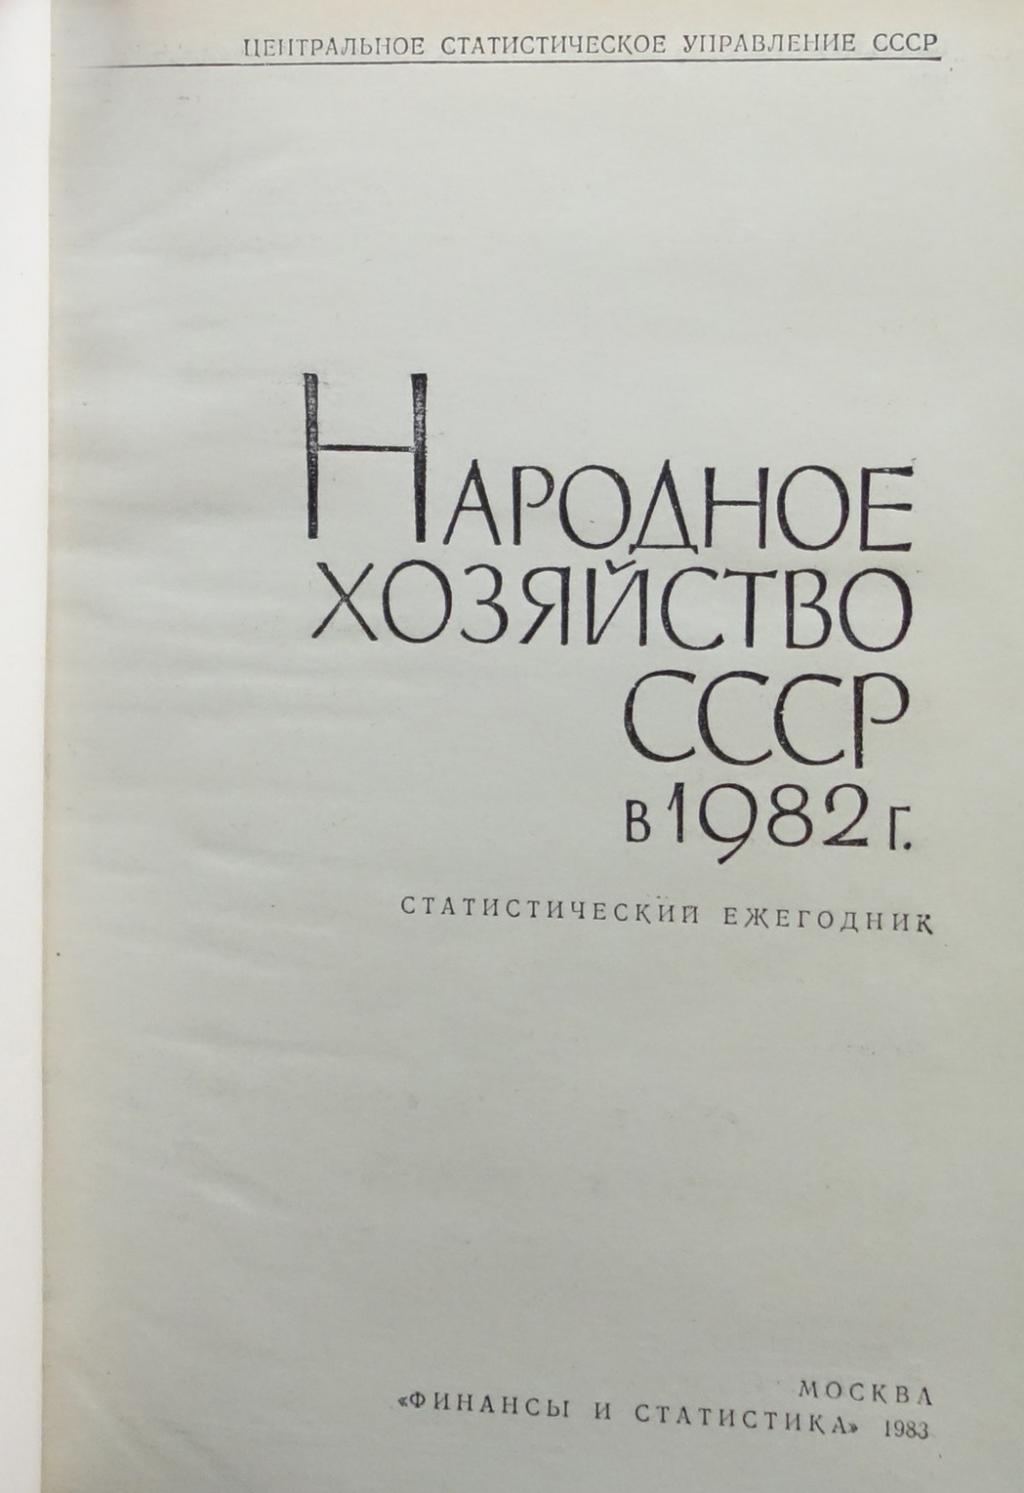 ЦЕНТРАЛЬНОЕ СТАТИСТИЧЕСКОЕ УПРАВЛЕНИЕ СССР
НАРОДНОЕ
ХОЗЯЙСТВО
СССР
в 1982 г.
СТАТИСТИЧЕСКИЙ ЕЖЕГОДНИК
МОСКВА
«ФИНАНСЫ И СТАТИСТИКА» 1983